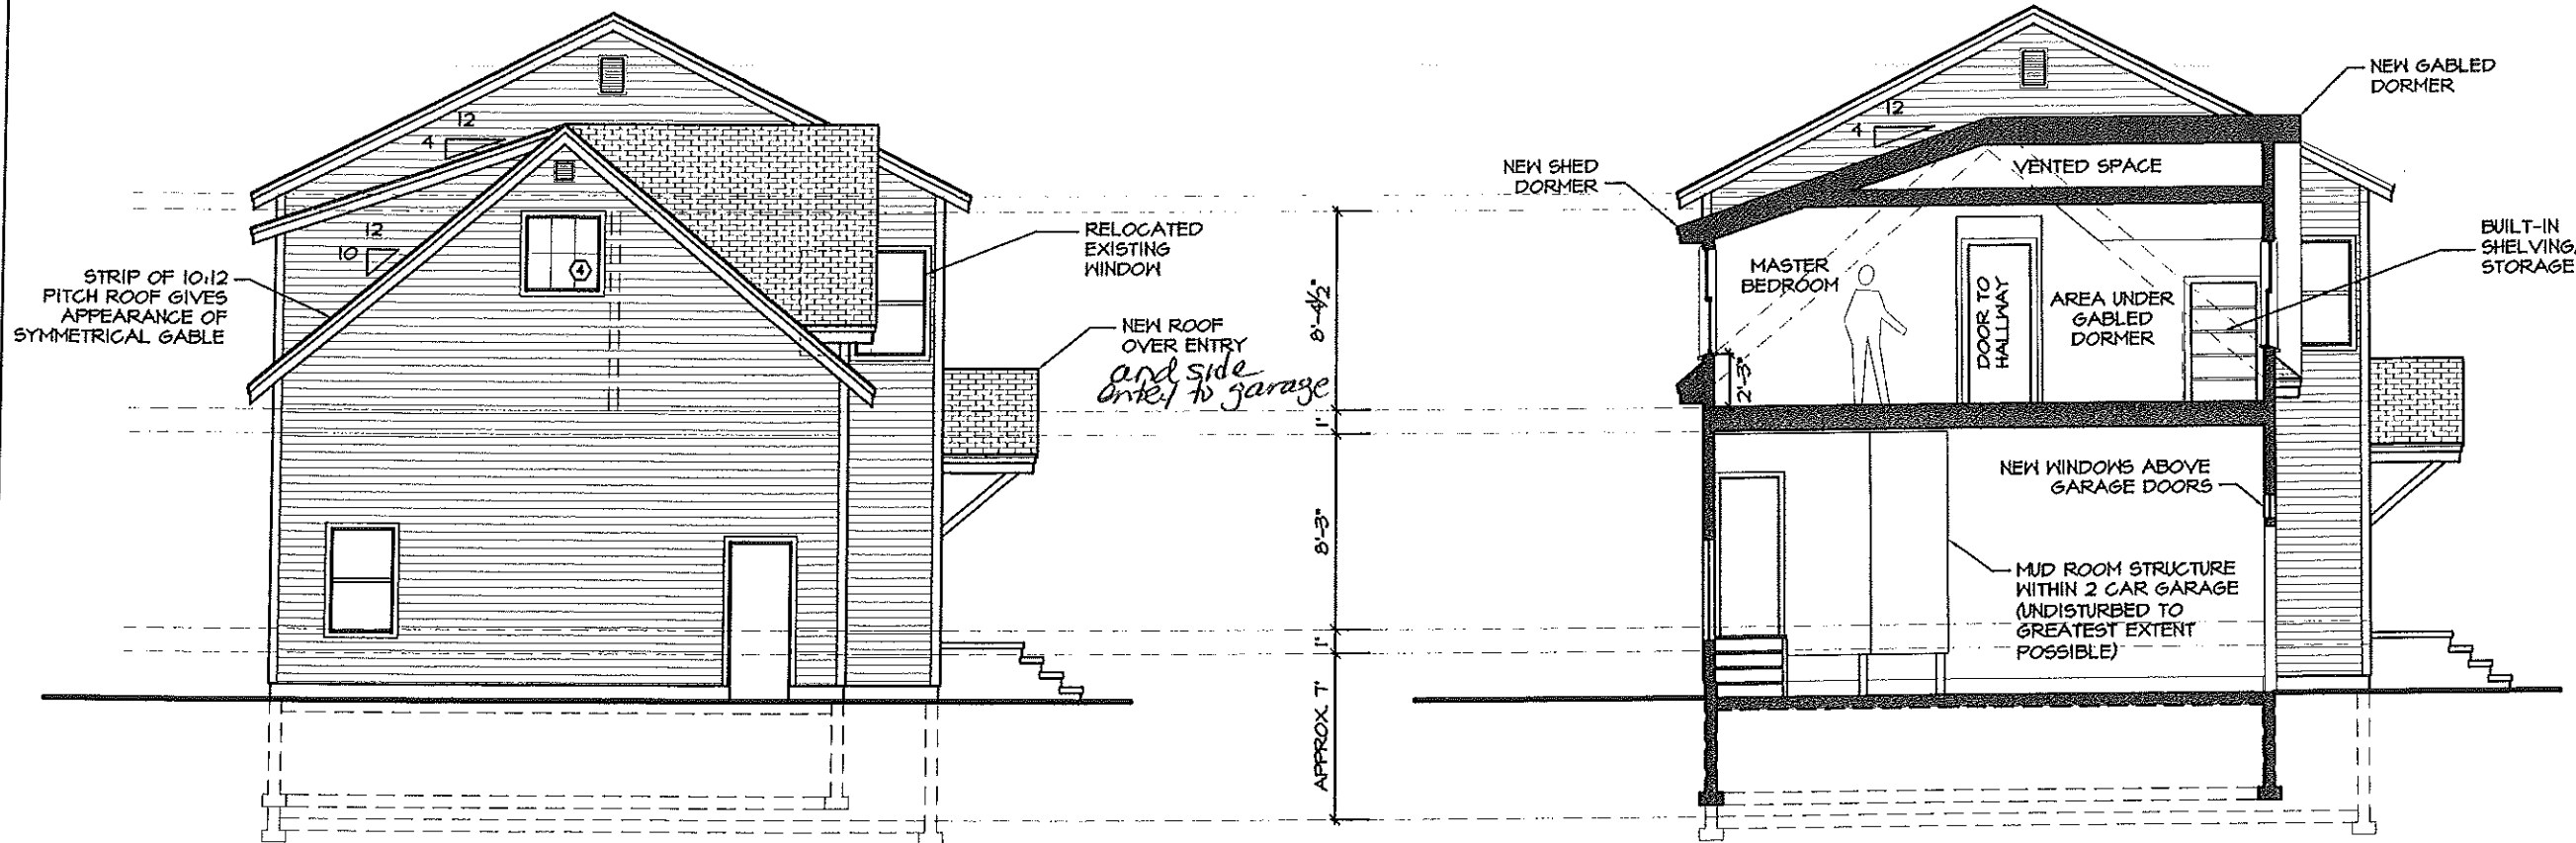 12
4
12
10
STRIP OF 10:12
PITCH ROOF GIVES
APPEARANCE OF
SYMMETRICAL GABLE
4
RELOCATED
EXISTING
WINDOW
NEW ROOF
OVER ENTRY
and side
entry to garage
8'-4½"
1'
8'-3"
1'
APPROX. 7'
12
4
NEW GABLED
DORMER
NEW SHED
DORMER
VENTED SPACE
MASTER
BEDROOM
DOOR TO
HALLWAY
AREA UNDER
GABLED
DORMER
BUILT-IN
SHELVING/
STORAGE
2'-3"
NEW WINDOWS ABOVE
GARAGE DOORS
MUD ROOM STRUCTURE
WITHIN 2 CAR GARAGE
(UNDISTURBED TO
GREATEST EXTENT
POSSIBLE)